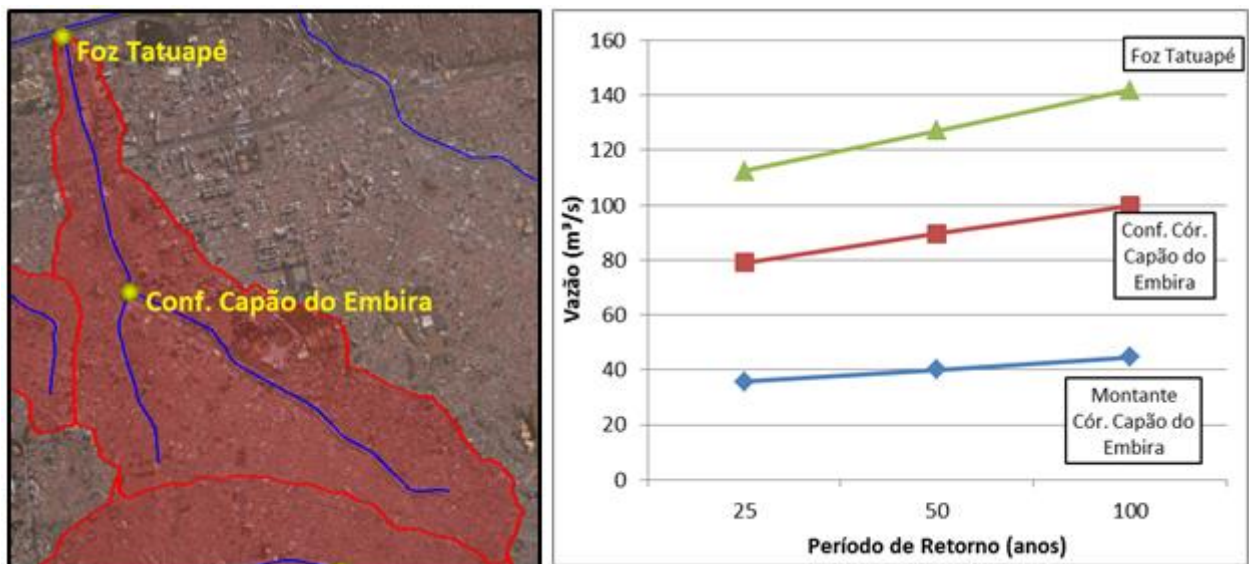 Foz Tatuapé
Conf. Capão do Embira
Vazão (m³/s)
160
140
120
100
80
60
40
20
0
25
50
100
Período de Retorno (anos)
Foz Tatuapé
Conf. Cór.
Capão do
Embira
Montante
Cór. Capão do
Embira